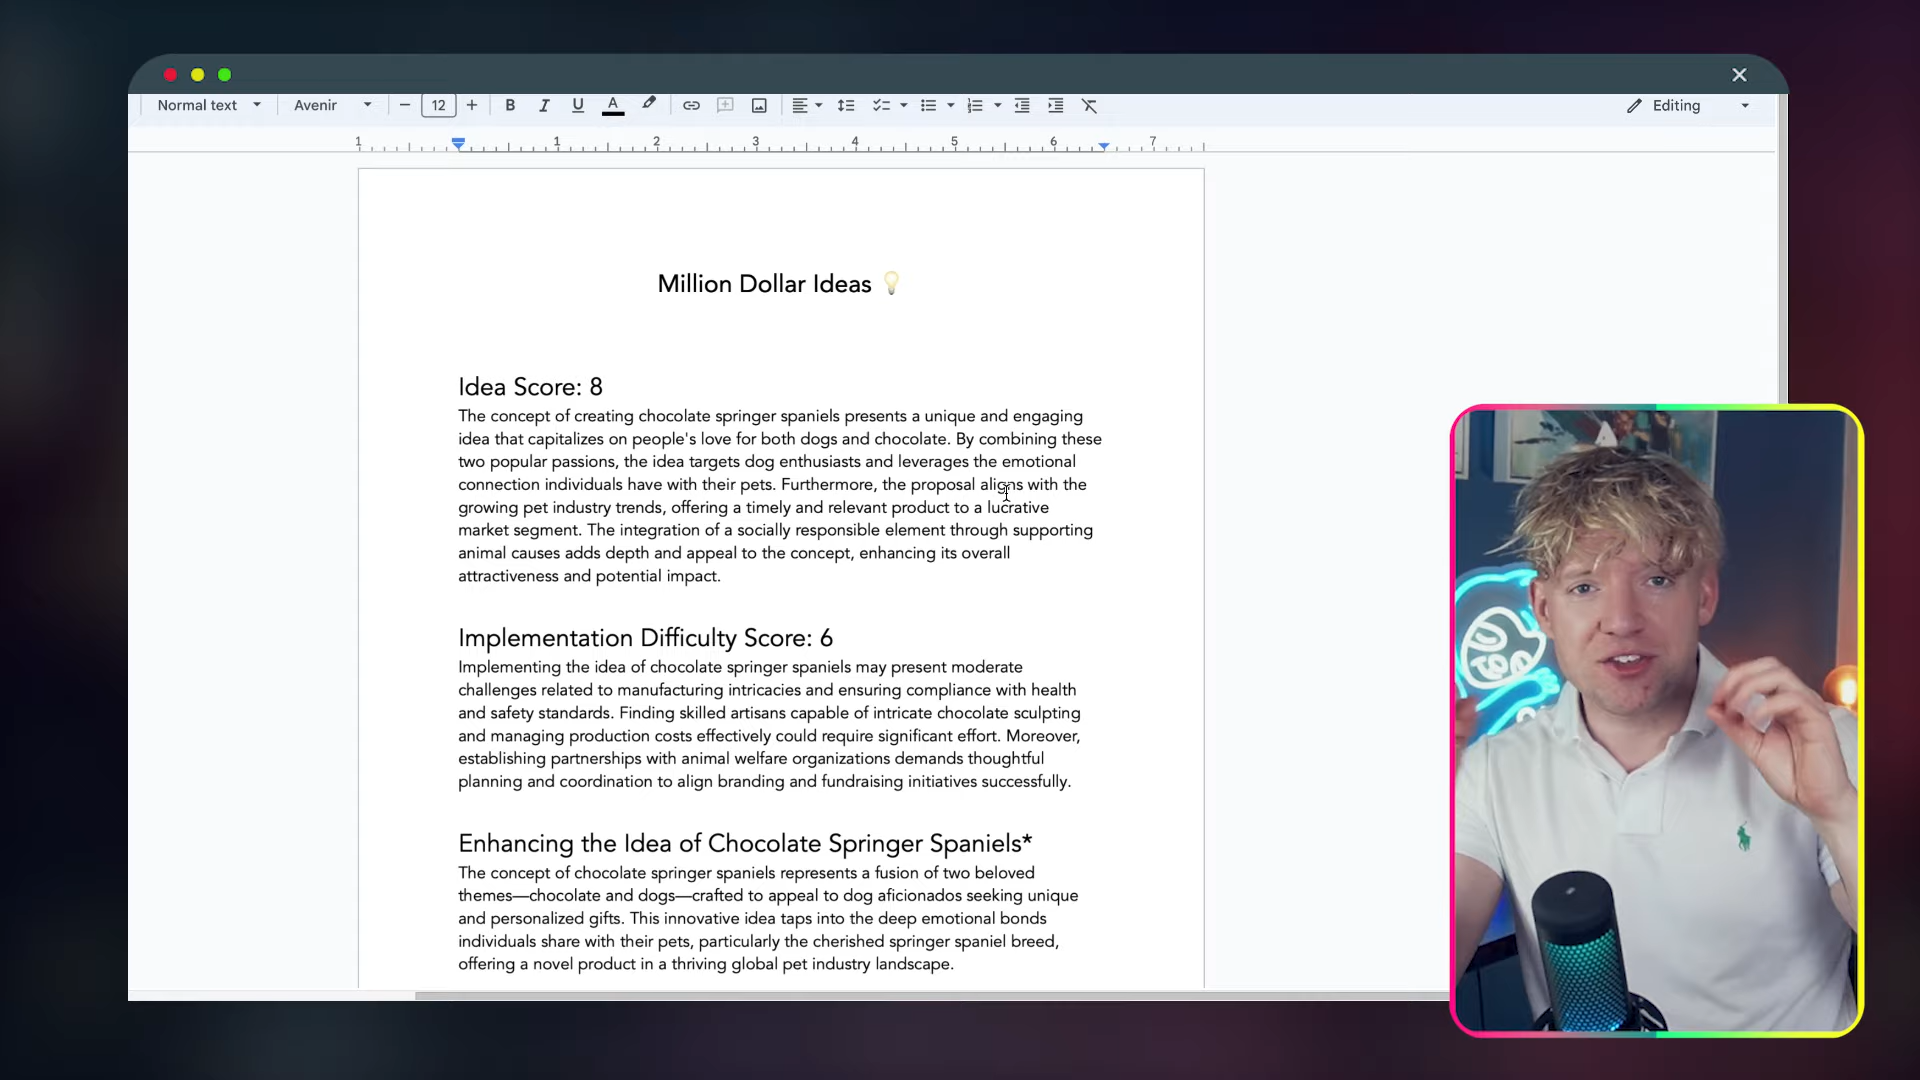 Normal text
Avenir
12
B
I
U
A
Editing
1 1 2 3 4 5 6 7
Million Dollar Ideas 💡
Idea Score: 8
The concept of creating chocolate springer spaniels presents a unique and engaging
idea that capitalizes on people's love for both dogs and chocolate. By combining these
two popular passions, the idea targets dog enthusiasts and leverages the emotional
connection individuals have with their pets. Furthermore, the proposal aligns with the
growing pet industry trends, offering a timely and relevant product to a lucrative
market segment. The integration of a socially responsible element through supporting
animal causes adds depth and appeal to the concept, enhancing its overall
attractiveness and potential impact.
Implementation Difficulty Score: 6
Implementing the idea of chocolate springer spaniels may present moderate
challenges related to manufacturing intricacies and ensuring compliance with health
and safety standards. Finding skilled artisans capable of intricate chocolate sculpting
and managing production costs effectively could require significant effort. Moreover,
establishing partnerships with animal welfare organizations demands thoughtful
planning and coordination to align branding and fundraising initiatives successfully.
Enhancing the Idea of Chocolate Springer Spaniels*
The concept of chocolate springer spaniels represents a fusion of two beloved
themes—chocolate and dogs—crafted to appeal to dog aficionados seeking unique
and personalized gifts. This innovative idea taps into the deep emotional bonds
individuals share with their pets, particularly the cherished springer spaniel breed,
offering a novel product in a thriving global pet industry landscape.